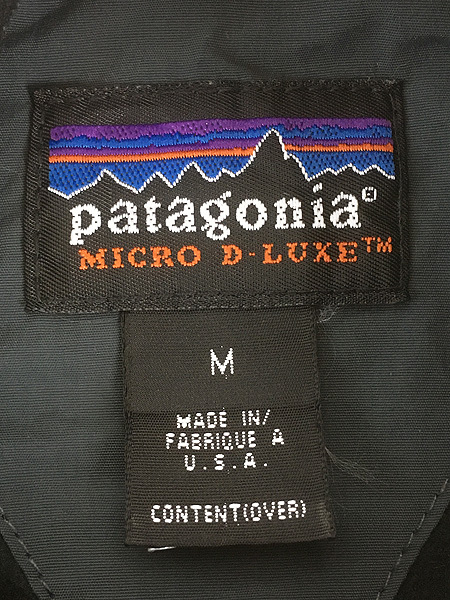 patagonia®
MICRO D-LUXE™
M
MADE IN/
FABRIQUE A
U.S.A.
CONTENT(OVER)